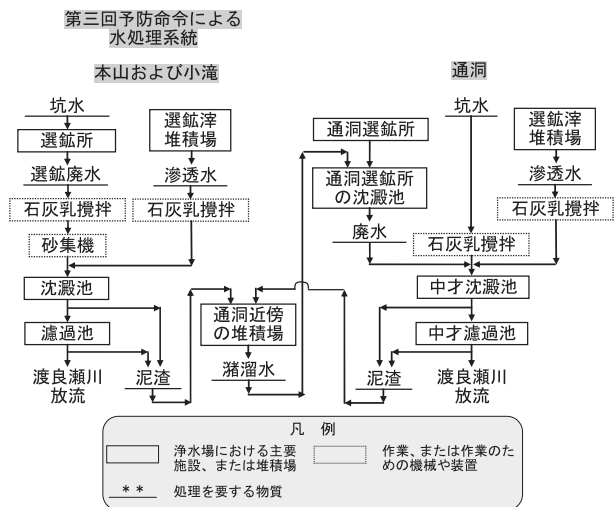 第三回予防命令による
水処理系統
本山および小滝
坑水
選鉱所
選鉱廃水
石灰乳攪拌
砂集機
沈澱池
濾過池
渡良瀬川
放流
選鉱滓
堆積場
滲透水
石灰乳攪拌
泥渣
通洞近傍
の堆積場
瀦溜水
通洞
通洞選鉱所
通洞選鉱所
の沈澱池
廃水
坑水
石灰乳攪拌
中才沈澱池
中才濾過池
渡良瀬川
放流
選鉱滓
堆積場
滲透水
石灰乳攪拌
泥渣
凡 例
浄水場における主要
施設、または堆積場
作業、または作業のた
めの機械や装置
* * 処理を要する物質